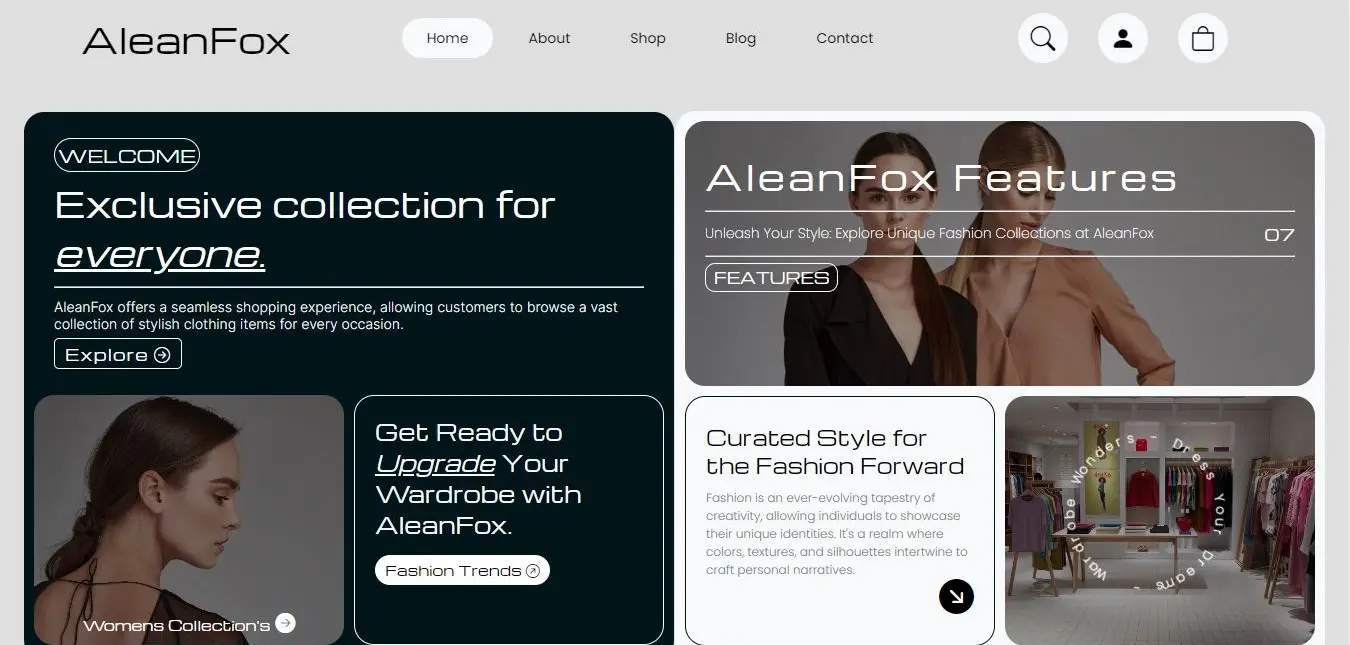 AleanFox
Home
About
Shop
Blog
Contact
WELCOME
Exclusive collection for
everyone.
AleanFox offers a seamless shopping experience, allowing customers to browse a vast
collection of stylish clothing items for every occasion.
Explore
AleanFox Features
Unleash Your Style: Explore Unique Fashion Collections at AleanFox
07
FEATURES
Womens Collection's
Get Ready to
Upgrade Your
Wardrobe with
AleanFox.
Fashion Trends
Curated Style for
the Fashion Forward
Fashion is an ever-evolving tapestry of
creativity, allowing individuals to showcase
their unique identities. It's a realm where
colors, textures, and silhouettes intertwine to
craft personal narratives.
Dress Your Dreans - Wardrobe Wonders -